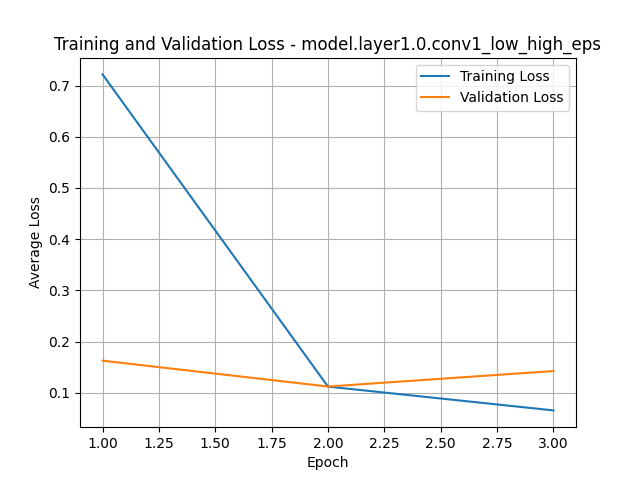 Training and Validation Loss - model.layer1.0.conv1_low_high_eps
Training Loss
Validation Loss
Average Loss
0.7
0.6
0.5
0.4
0.3
0.2
0.1
1.00 1.25 1.50 1.75 2.00 2.25 2.50 2.75 3.00
Epoch